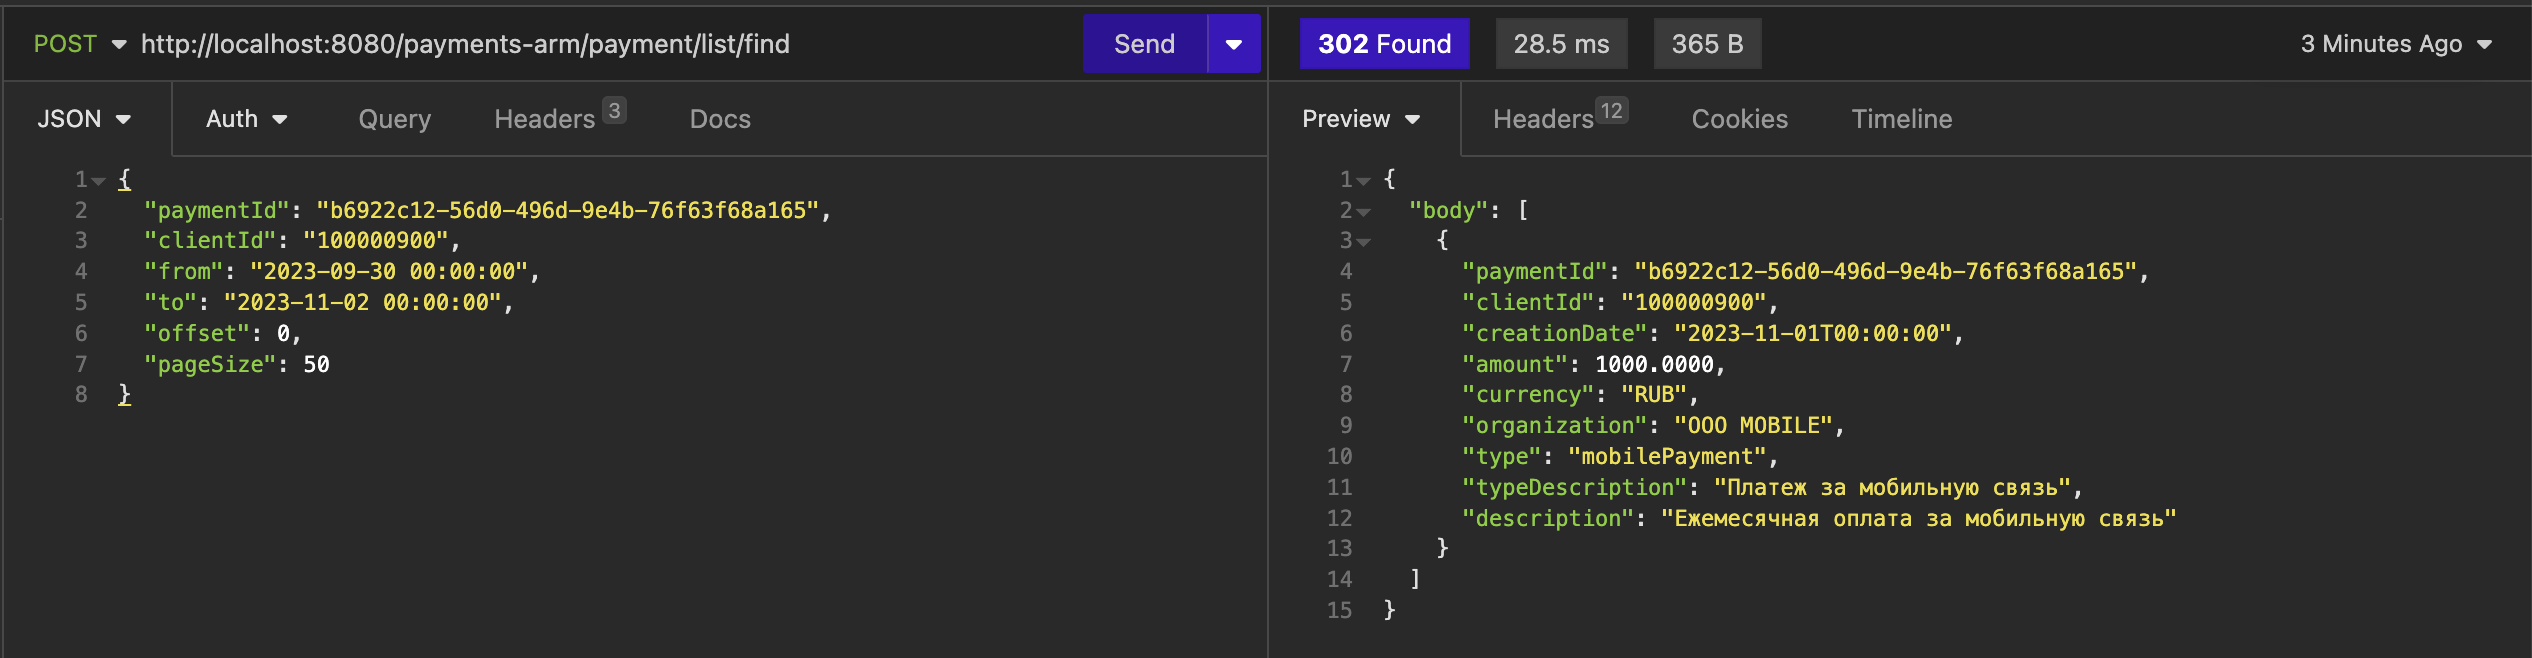 POST http://localhost:8080/payments-arm/payment/list/find Send
JSON Auth Query Headers 3 Docs
1 {
2 "paymentId": "b6922c12-56d0-496d-9e4b-76f63f68a165",
3 "clientId": "100000900",
4 "from": "2023-09-30 00:00:00",
5 "to": "2023-11-02 00:00:00",
6 "offset": 0,
7 "pageSize": 50
8 }
302 Found 28.5 ms 365 B 3 Minutes Ago
Preview Headers 12 Cookies Timeline
1 {
2 "body": [
3 {
4 "paymentId": "b6922c12-56d0-496d-9e4b-76f63f68a165",
5 "clientId": "100000900",
6 "creationDate": "2023-11-01T00:00:00",
7 "amount": 1000.0000,
8 "currency": "RUB",
9 "organization": "OOO MOBILE",
10 "type": "mobilePayment",
11 "typeDescription": "Платеж за мобильную связь",
12 "description": "Ежемесячная оплата за мобильную связь"
13 }
14 ]
15 }